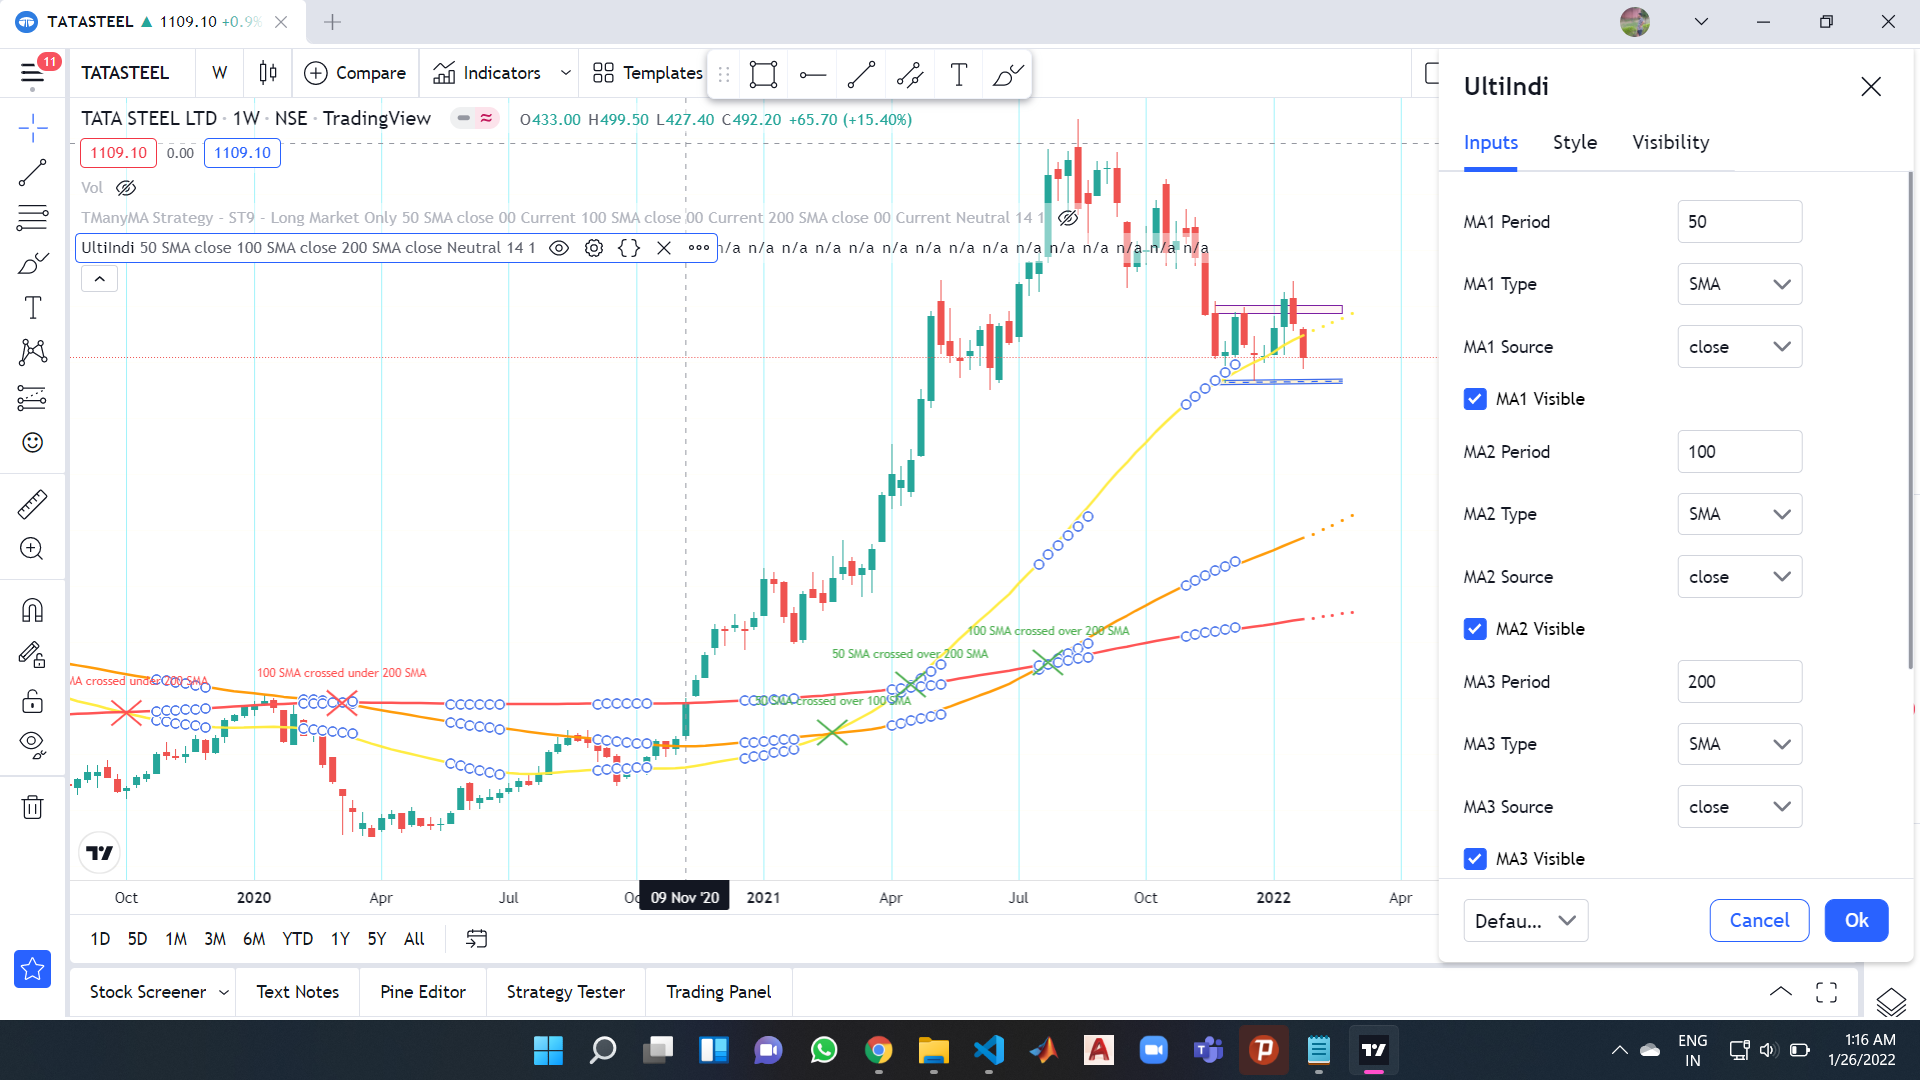 TATASTEEL ▲ 1109.10 +0.9%
11
TATASTEEL W Compare Indicators Templates
TATA STEEL LTD · 1W · NSE · TradingView O433.00 H499.50 L427.40 C492.20 +65.70 (+15.40%)
1109.10 0.00 1109.10
Vol
TManyMA Strategy - ST9 - Long Market Only 50 SMA close 00 Current 100 SMA close 00 Current 200 SMA close 00 Current Neutral 14 1
UltiIndi 50 SMA close 100 SMA close 200 SMA close Neutral 14 1 n/a n/a n/a n/a n/a n/a n/a n/a n/a n/a n/a n/a n/a n/a n/a
100 SMA crossed over 200 SMA
50 SMA crossed over 200 SMA
100 SMA crossed under 200 SMA
MA crossed under 200 SMA
50 SMA crossed over 100 SMA
Oct 2020 Apr Jul Oc 09 Nov '20 2021 Apr Jul Oct 2022 Apr
1D 5D 1M 3M 6M YTD 1Y 5Y All
Stock Screener Text Notes Pine Editor Strategy Tester Trading Panel
UltiIndi
Inputs Style Visibility
MA1 Period 50
MA1 Type SMA
MA1 Source close
MA1 Visible
MA2 Period 100
MA2 Type SMA
MA2 Source close
MA2 Visible
MA3 Period 200
MA3 Type SMA
MA3 Source close
MA3 Visible
Defau... Cancel Ok
ENG
IN
1:16 AM
1/26/2022